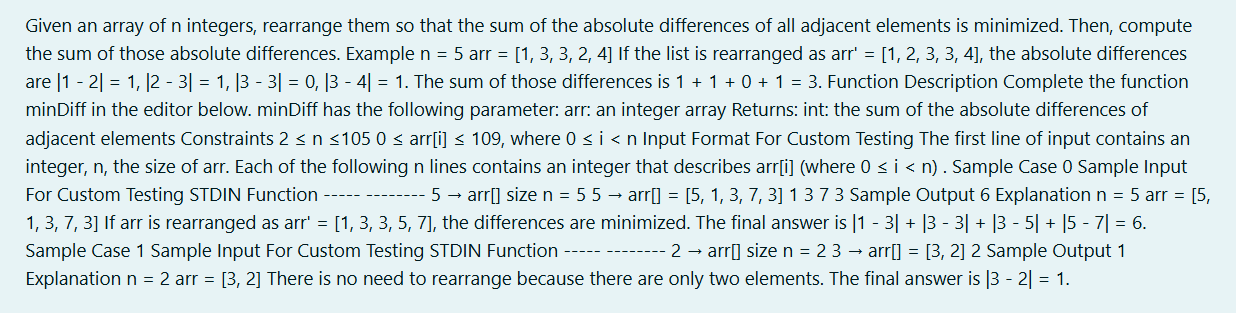 Given an array of n integers, rearrange them so that the sum of the absolute differences of all adjacent elements is minimized. Then, compute
the sum of those absolute differences. Example n = 5 arr = [1, 3, 3, 2, 4] If the list is rearranged as arr' = [1, 2, 3, 3, 4], the absolute differences
are |1 - 2| = 1, |2 - 3| = 1, |3 - 3| = 0, |3 - 4| = 1. The sum of those differences is 1 + 1 + 0 + 1 = 3. Function Description Complete the function
minDiff in the editor below. minDiff has the following parameter: arr: an integer array Returns: int: the sum of the absolute differences of
adjacent elements Constraints 2 ≤ n ≤105 0 ≤ arr[i] ≤ 109, where 0 ≤ i < n Input Format For Custom Testing The first line of input contains an
integer, n, the size of arr. Each of the following n lines contains an integer that describes arr[i] (where 0 ≤ i < n) . Sample Case 0 Sample Input
For Custom Testing STDIN Function ----- -------- 5 → arr[] size n = 5 5 → arr[] = [5, 1, 3, 7, 3] 1 3 7 3 Sample Output 6 Explanation n = 5 arr = [5,
1, 3, 7, 3] If arr is rearranged as arr' = [1, 3, 3, 5, 7], the differences are minimized. The final answer is |1 - 3| + |3 - 3| + |3 - 5| + |5 - 7| = 6.
Sample Case 1 Sample Input For Custom Testing STDIN Function ----- -------- 2 → arr[] size n = 2 3 → arr[] = [3, 2] 2 Sample Output 1
Explanation n = 2 arr = [3, 2] There is no need to rearrange because there are only two elements. The final answer is |3 - 2| = 1.